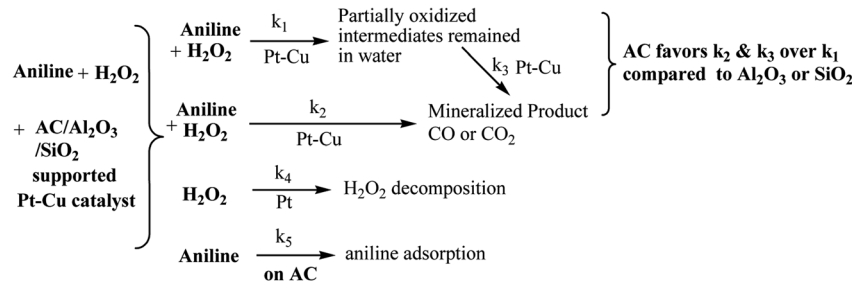 Aniline + H₂O₂
+ AC/Al₂O₃
/SiO₂
supported
Pt-Cu catalyst
Aniline
+ H₂O₂
k₁
Pt-Cu
Partially oxidized
intermediates remained
in water
k₃ Pt-Cu
Aniline
+ H₂O₂
k₂
Pt-Cu
Mineralized Product
CO or CO₂
H₂O₂
k₄
Pt
H₂O₂ decomposition
Aniline
k₅
on AC
aniline adsorption
AC favors k₂ & k₃ over k₁
compared to Al₂O₃ or SiO₂